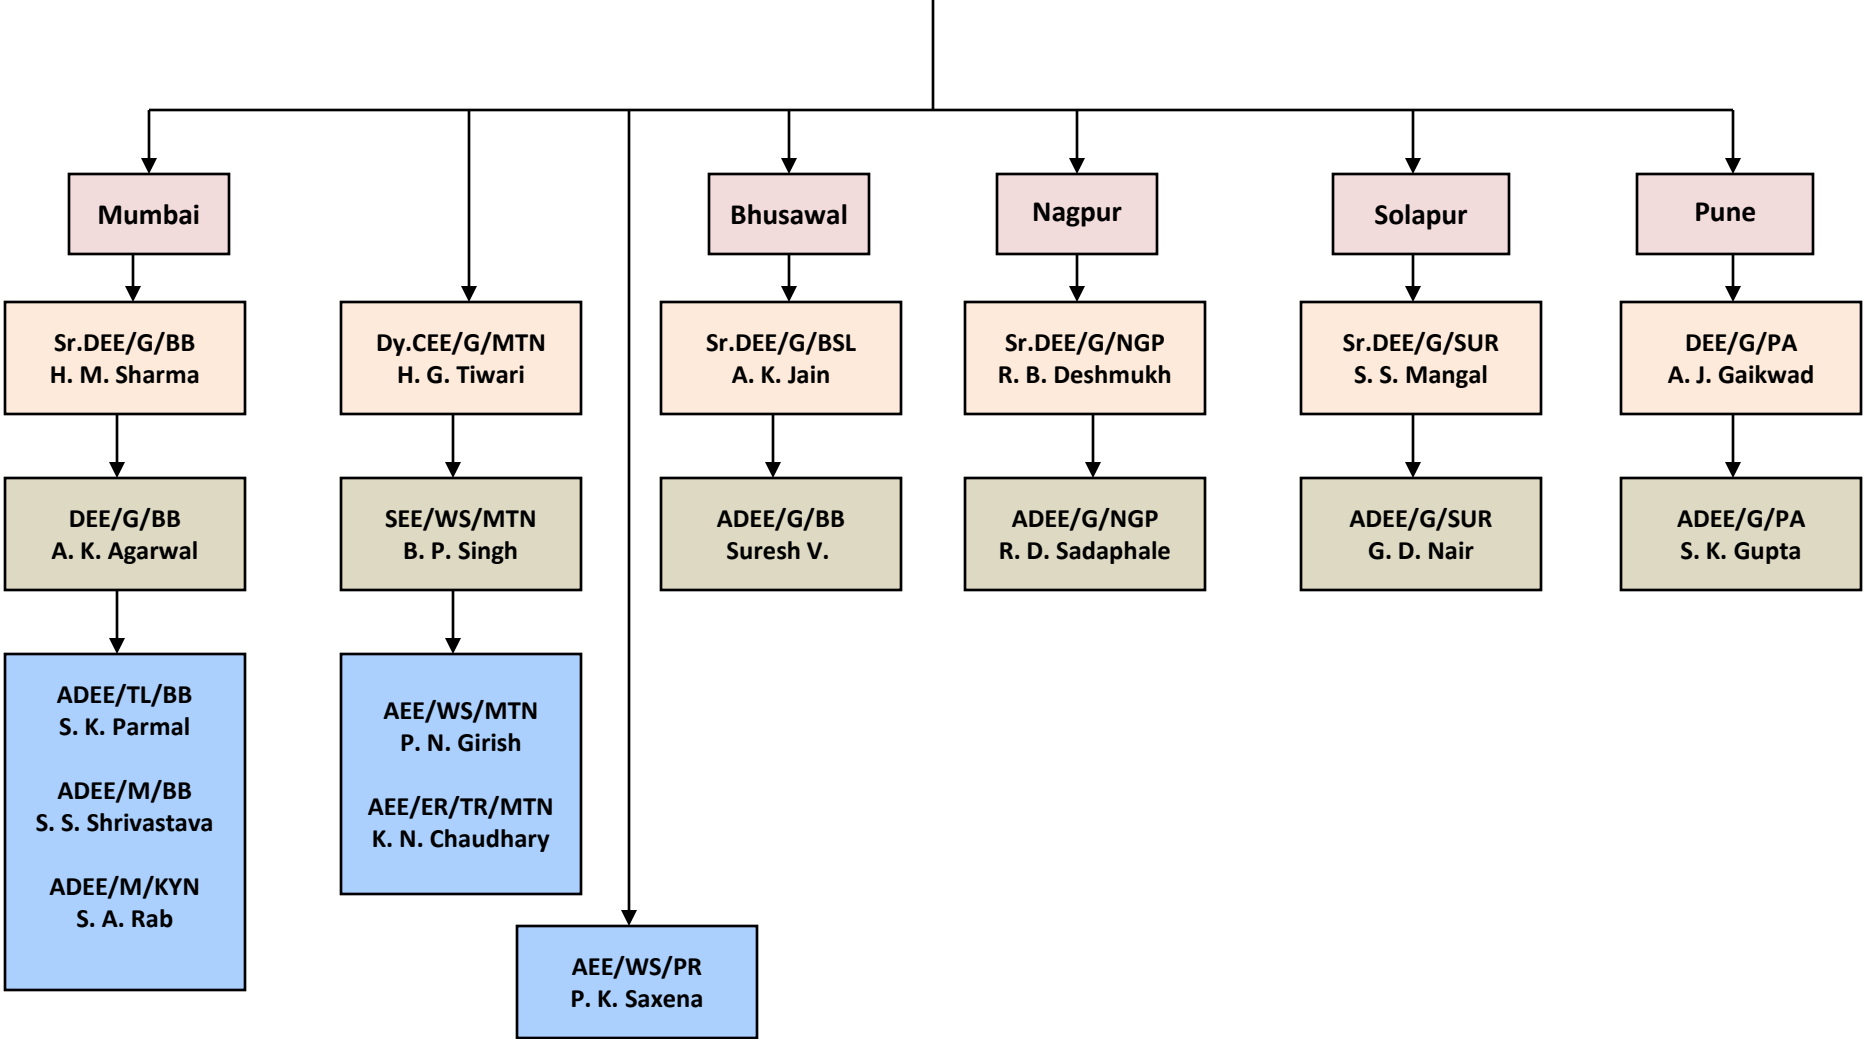 Mumbai
Bhusawal
Nagpur
Solapur
Pune
Sr.DEE/G/BB
H. M. Sharma
Dy.CEE/G/MTN
H. G. Tiwari
Sr.DEE/G/BSL
A. K. Jain
Sr.DEE/G/NGP
R. B. Deshmukh
Sr.DEE/G/SUR
S. S. Mangal
DEE/G/PA
A. J. Gaikwad
DEE/G/BB
A. K. Agarwal
SEE/WS/MTN
B. P. Singh
ADEE/G/BB
Suresh V.
ADEE/G/NGP
R. D. Sadaphale
ADEE/G/SUR
G. D. Nair
ADEE/G/PA
S. K. Gupta
ADEE/TL/BB
S. K. Parmal
ADEE/M/BB
S. S. Shrivastava
ADEE/M/KYN
S. A. Rab
AEE/WS/MTN
P. N. Girish
AEE/ER/TR/MTN
K. N. Chaudhary
AEE/WS/PR
P. K. Saxena